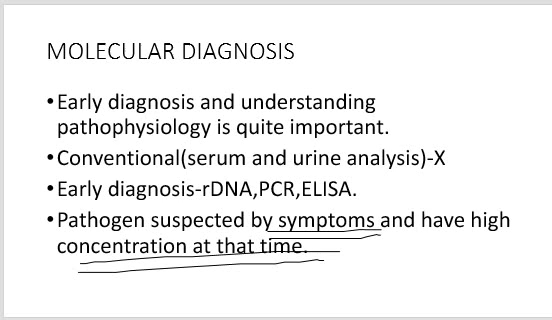 MOLECULAR DIAGNOSIS
•Early diagnosis and understanding
pathophysiology is quite important.
•Conventional(serum and urine analysis)-X
•Early diagnosis-rDNA,PCR,ELISA.
•Pathogen suspected by symptoms and have high
concentration at that time.